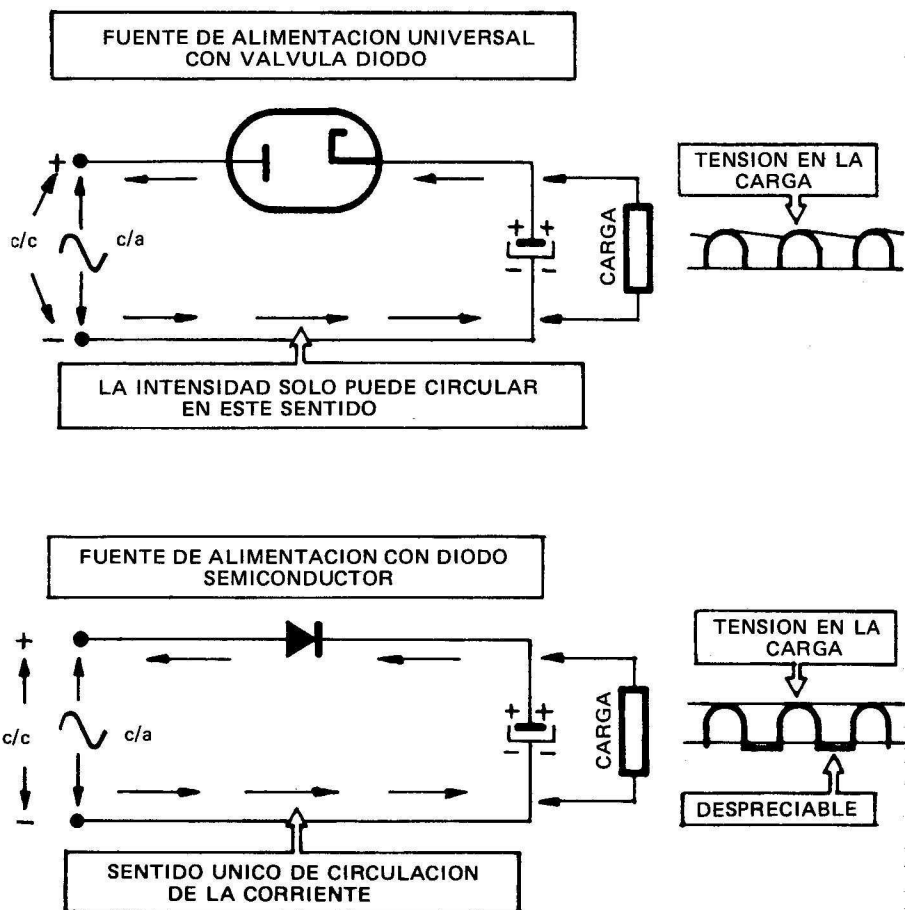 FUENTE DE ALIMENTACION UNIVERSAL
CON VALVULA DIODO
+
c/c
c/a
−
+ +
− −
CARGA
TENSION EN LA
CARGA
LA INTENSIDAD SOLO PUEDE CIRCULAR
EN ESTE SENTIDO
FUENTE DE ALIMENTACION CON DIODO
SEMICONDUCTOR
+
c/c
c/a
−
+ +
− −
CARGA
TENSION EN LA
CARGA
DESPRECIABLE
SENTIDO UNICO DE CIRCULACION
DE LA CORRIENTE